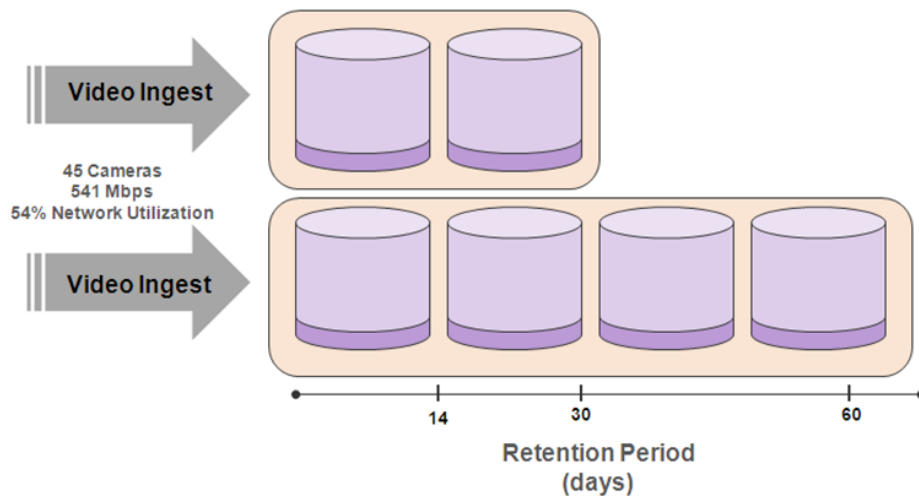 Video Ingest
45 Cameras
541 Mbps
54% Network Utilization
Video Ingest
14
30
60
Retention Period
(days)